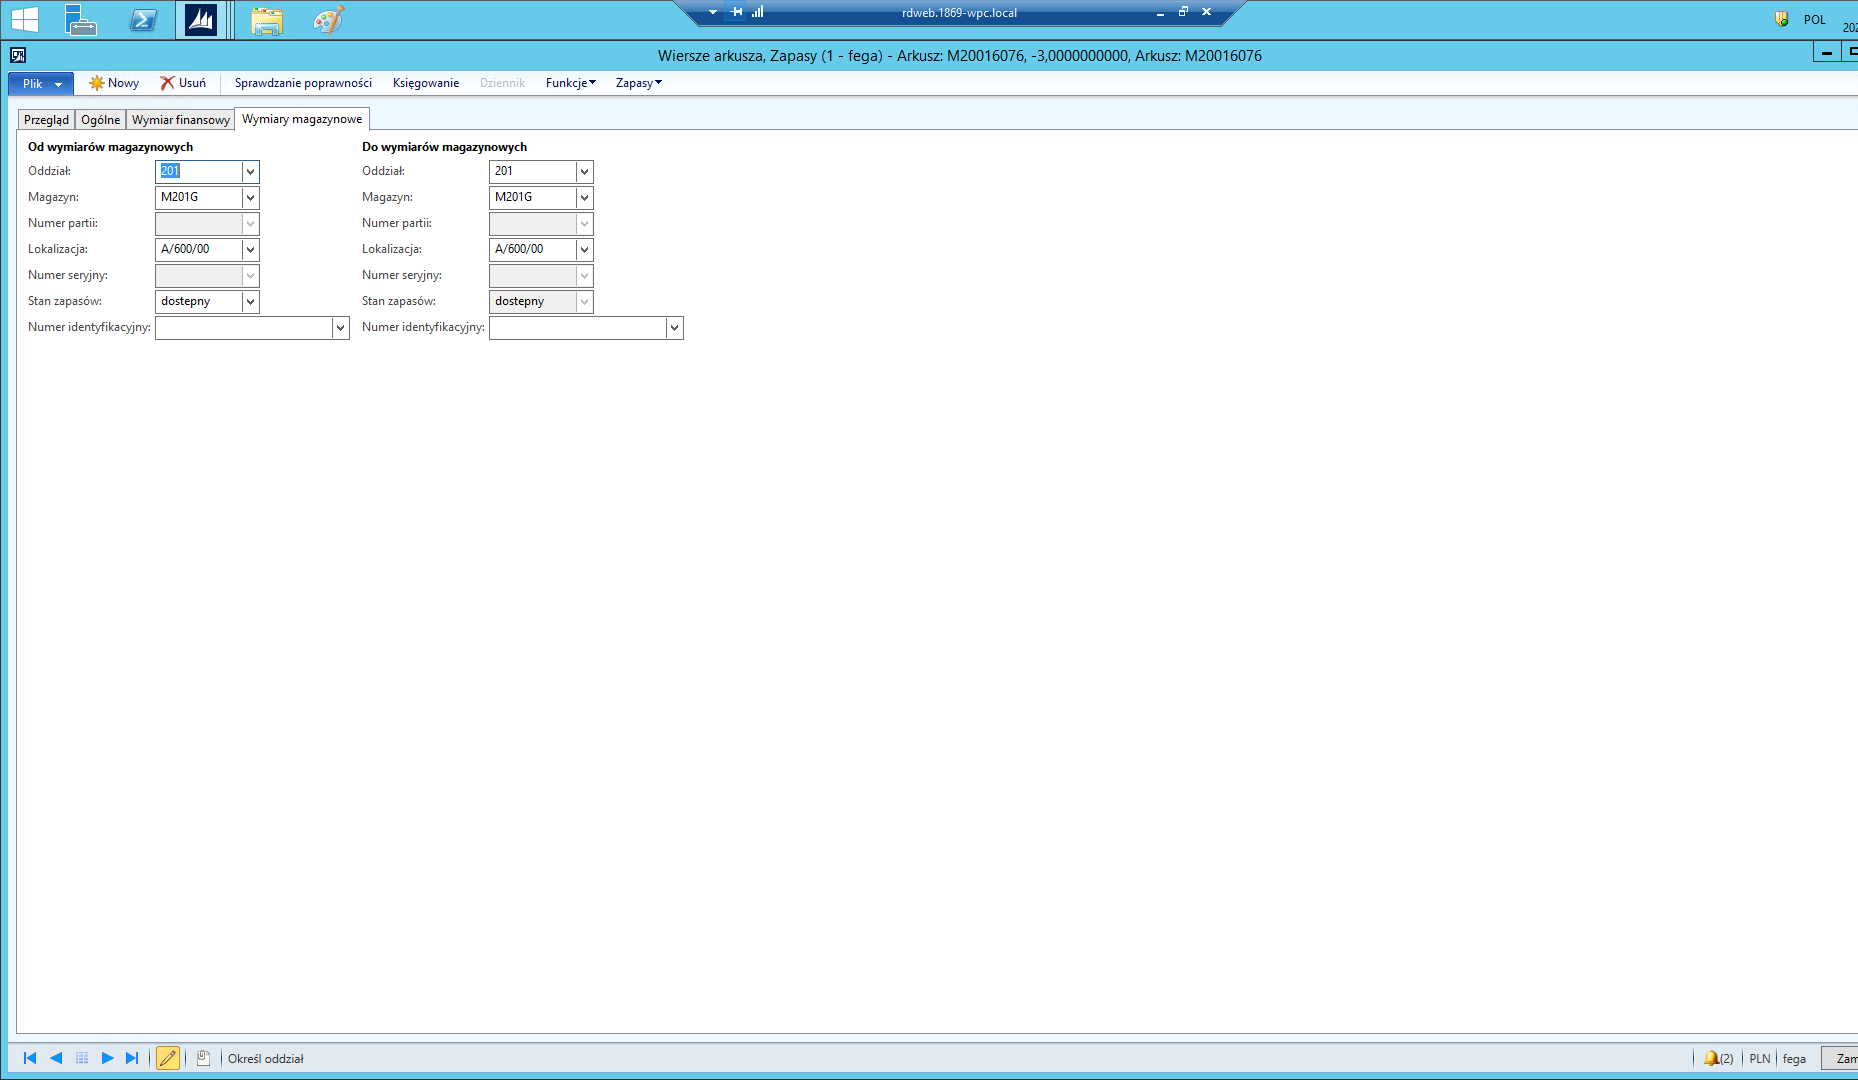 rdweb.1869-wpc.local
POL
202
Wiersze arkusza, Zapasy (1 - fega) - Arkusz: M20016076, -3,0000000000, Arkusz: M20016076
Plik Nowy Usuń Sprawdzanie poprawności Księgowanie Dziennik Funkcje Zapasy
Przegląd Ogólne Wymiar finansowy Wymiary magazynowe
Od wymiarów magazynowych Do wymiarów magazynowych
Oddział: 201 Oddział: 201
Magazyn: M201G Magazyn: M201G
Numer partii: Numer partii:
Lokalizacja: A/600/00 Lokalizacja: A/600/00
Numer seryjny: Numer seryjny:
Stan zapasów: dostepny Stan zapasów: dostepny
Numer identyfikacyjny: Numer identyfikacyjny:
Określ oddział (2) PLN fega Zam